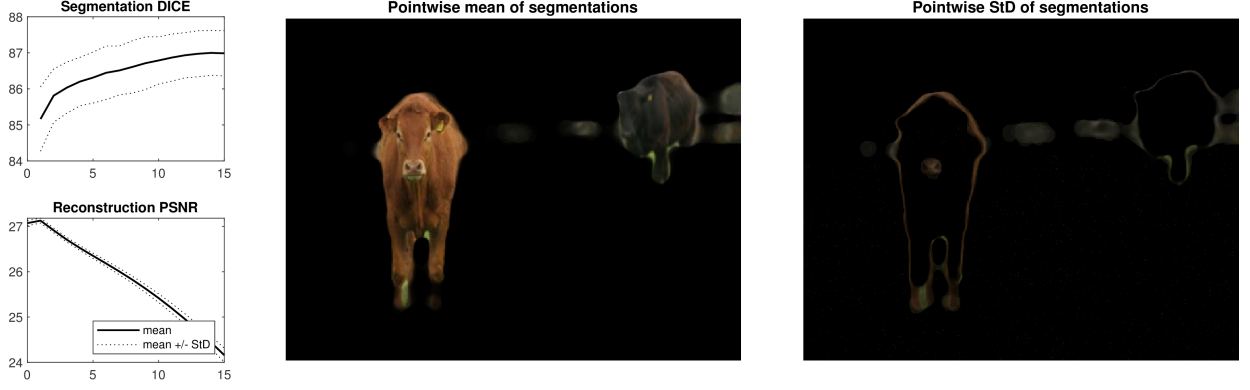 Segmentation DICE
88
87
86
85
84
0 5 10 15
Reconstruction PSNR
27
26
25
24
mean
mean +/- StD
0 5 10 15
Pointwise mean of segmentations
Pointwise StD of segmentations